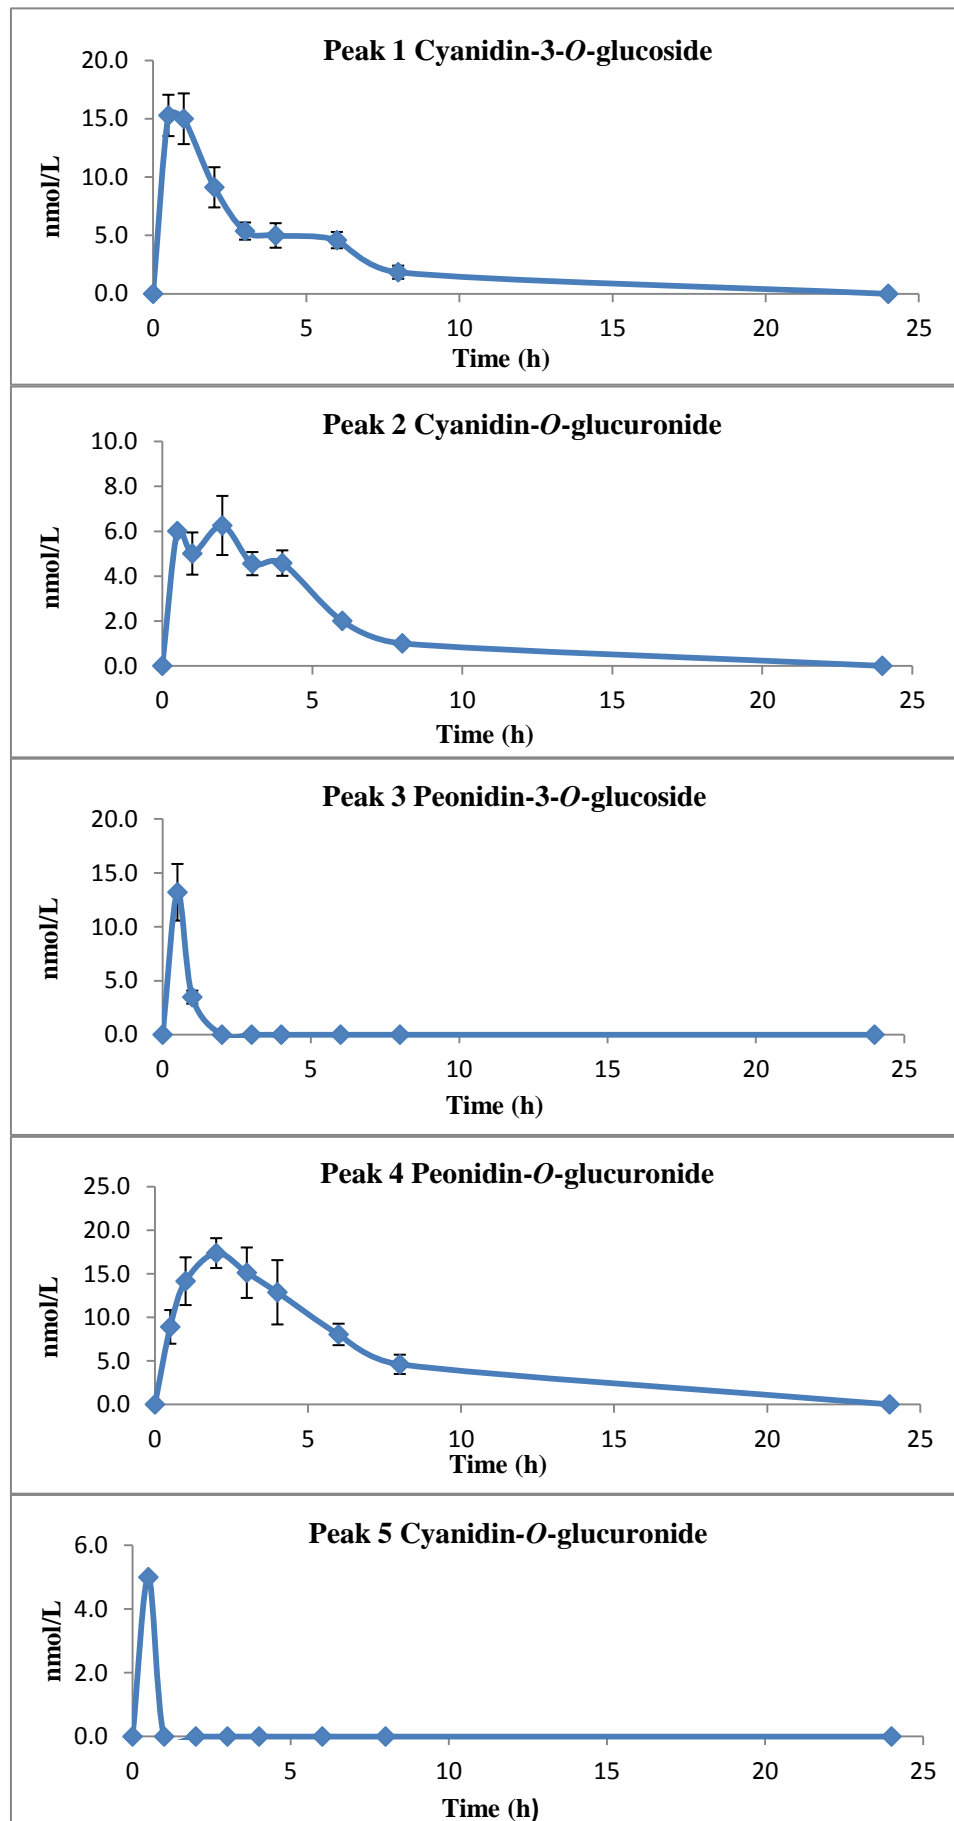 Peak 1 Cyanidin-3-O-glucoside
20.0
15.0
10.0
5.0
0.0
nmol/L
0 5 10 15 20 25
Time (h)
Peak 2 Cyanidin-O-glucuronide
10.0
8.0
6.0
4.0
2.0
0.0
nmol/L
0 5 10 15 20 25
Time (h)
Peak 3 Peonidin-3-O-glucoside
20.0
15.0
10.0
5.0
0.0
nmol/L
0 5 10 15 20 25
Time (h)
Peak 4 Peonidin-O-glucuronide
25.0
20.0
15.0
10.0
5.0
0.0
nmol/L
0 5 10 15 20 25
Time (h)
Peak 5 Cyanidin-O-glucuronide
6.0
4.0
2.0
0.0
nmol/L
0 5 10 15 20 25
Time (h)